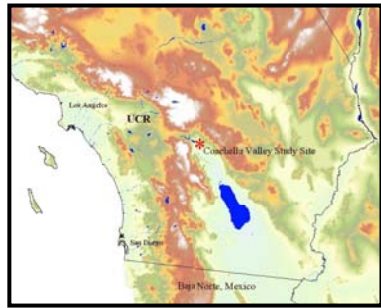 Los Angeles
UCR
Coachella Valley Study Site
San Diego
Baja Norte, Mexico